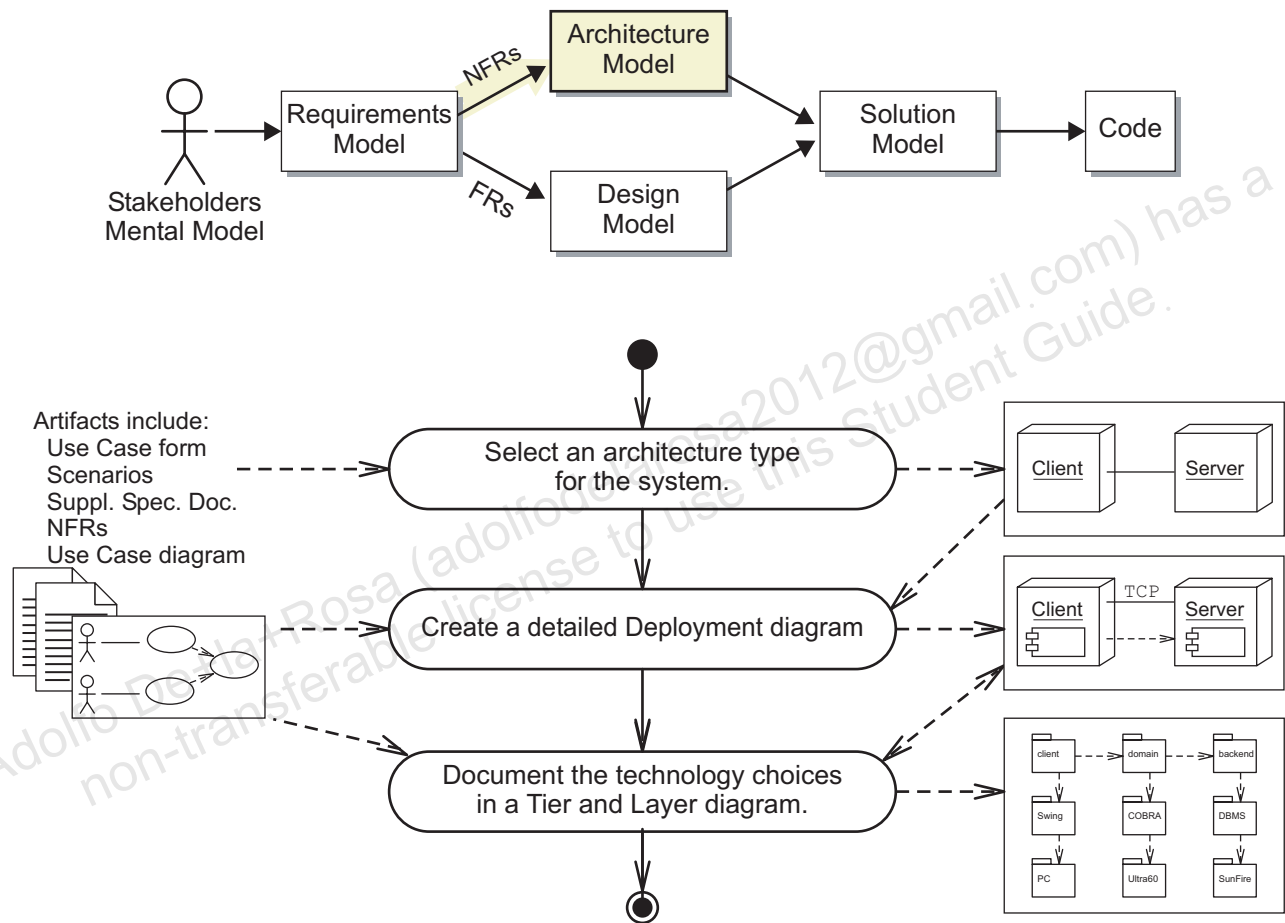 Architecture
Model
NFRs
Requirements
Model
Solution
Model
Code
FRs
Design
Model
Stakeholders
Mental Model
Artifacts include:
Use Case form
Scenarios
Suppl. Spec. Doc.
NFRs
Use Case diagram
Select an architecture type
for the system.
Client
Server
Create a detailed Deployment diagram
Client
TCP
Server
Document the technology choices
in a Tier and Layer diagram.
client
domain
backend
Swing
COBRA
DBMS
PC
Ultra60
SunFire
Adolfo De+la+Rosa (adolfodelarosa2012@gmail.com) has a
non-transferable license to use this Student Guide.